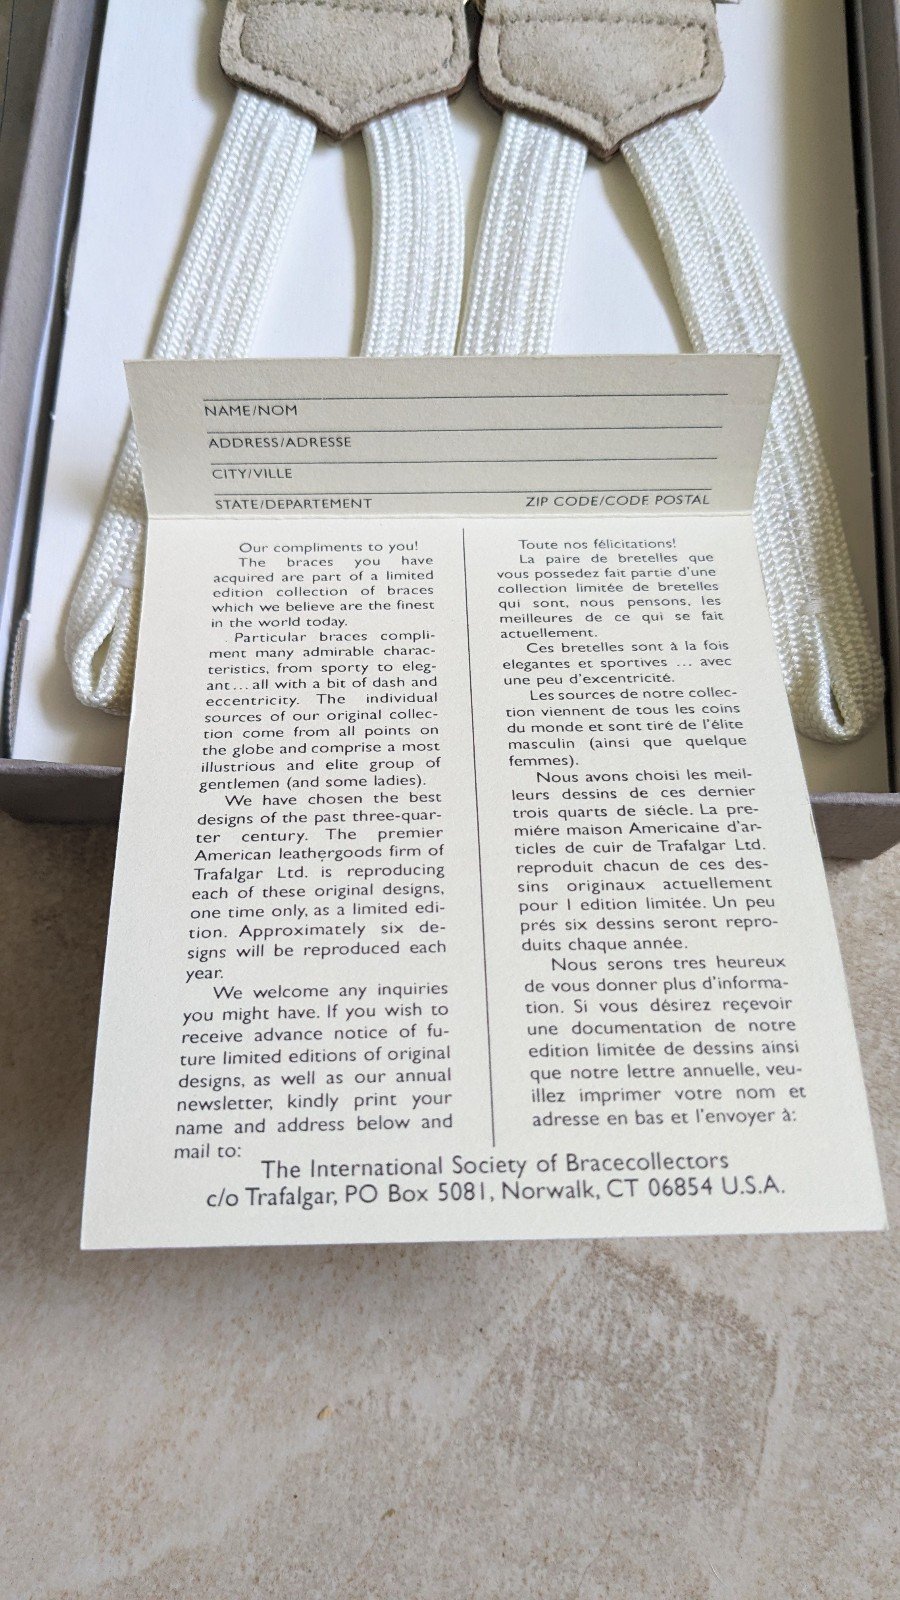 NAME/NOM
ADDRESS/ADRESSE
CITY/VILLE
STATE/DEPARTEMENT ZIP CODE/CODE POSTAL
Our compliments to you!
The braces you have
acquired are part of a limited
edition collection of braces
which we believe are the finest
in the world today.
Particular braces compli-
ment many admirable charac-
teristics, from sporty to eleg-
ant...all with a bit of dash and
eccentricity. The individual
sources of our original collec-
tion come from all points on
the globe and comprise a most
illustrious and elite group of
gentlemen (and some ladies).
We have chosen the best
designs of the past three-quar-
ter century. The premier
American leathergoods firm of
Trafalgar Ltd. is reproducing
each of these original designs,
one time only, as a limited edi-
tion. Approximately six de-
signs will be reproduced each
year.
We welcome any inquiries
you might have. If you wish to
receive advance notice of fu-
ture limited editions of original
designs, as well as our annual
newsletter, kindly print your
name and address below and
mail to:
Toute nos félicitations!
La paire de bretelles que
vous possedez fait partie d'une
collection limitée de bretelles
qui sont, nous pensons, les
meilleures de ce qui se fait
actuellement.
Ces bretelles sont à la fois
elegantes et sportives ... avec
une peu d'excentricité.
Les sources de notre collec-
tion viennent de tous les coins
du monde et sont tiré de l'élite
masculin (ainsi que quelque
femmes).
Nous avons choisi les meil-
leurs dessins de ces dernier
trois quarts de siécle. La pre-
miére maison Americaine d'ar-
ticles de cuir de Trafalgar Ltd.
reproduit chacun de ces des-
sins originaux actuellement
pour l edition limitée. Un peu
prés six dessins seront repro-
duits chaque année.
Nous serons tres heureux
de vous donner plus d'informa-
tion. Si vous désirez reçevoir
une documentation de notre
edition limitée de dessins ainsi
que notre lettre annuelle, veu-
illez imprimer votre nom et
adresse en bas et l'envoyer à:
The International Society of Bracecollectors
c/o Trafalgar, PO Box 5081, Norwalk, CT 06854 U.S.A.